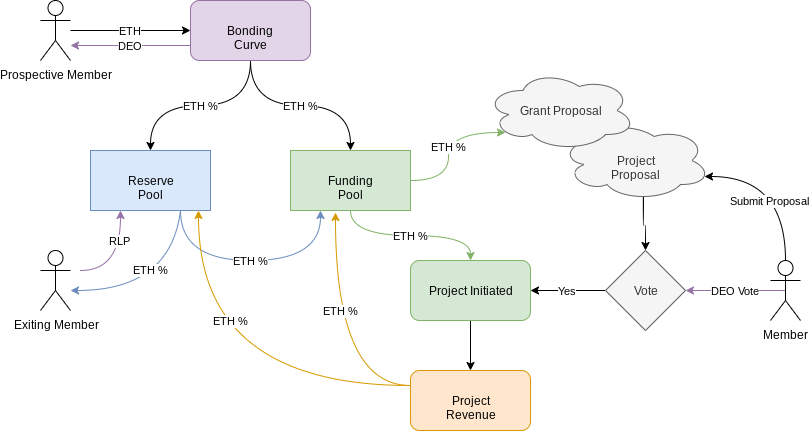 Bonding
Curve
ETH
DEO
Prospective Member
ETH %
ETH %
Grant Proposal
ETH %
Project
Proposal
Reserve
Pool
Funding
Pool
Submit Proposal
RLP
ETH %
ETH %
ETH %
Exiting Member
Project Initiated
Yes
Vote
DEO Vote
Member
ETH %
ETH %
Project
Revenue